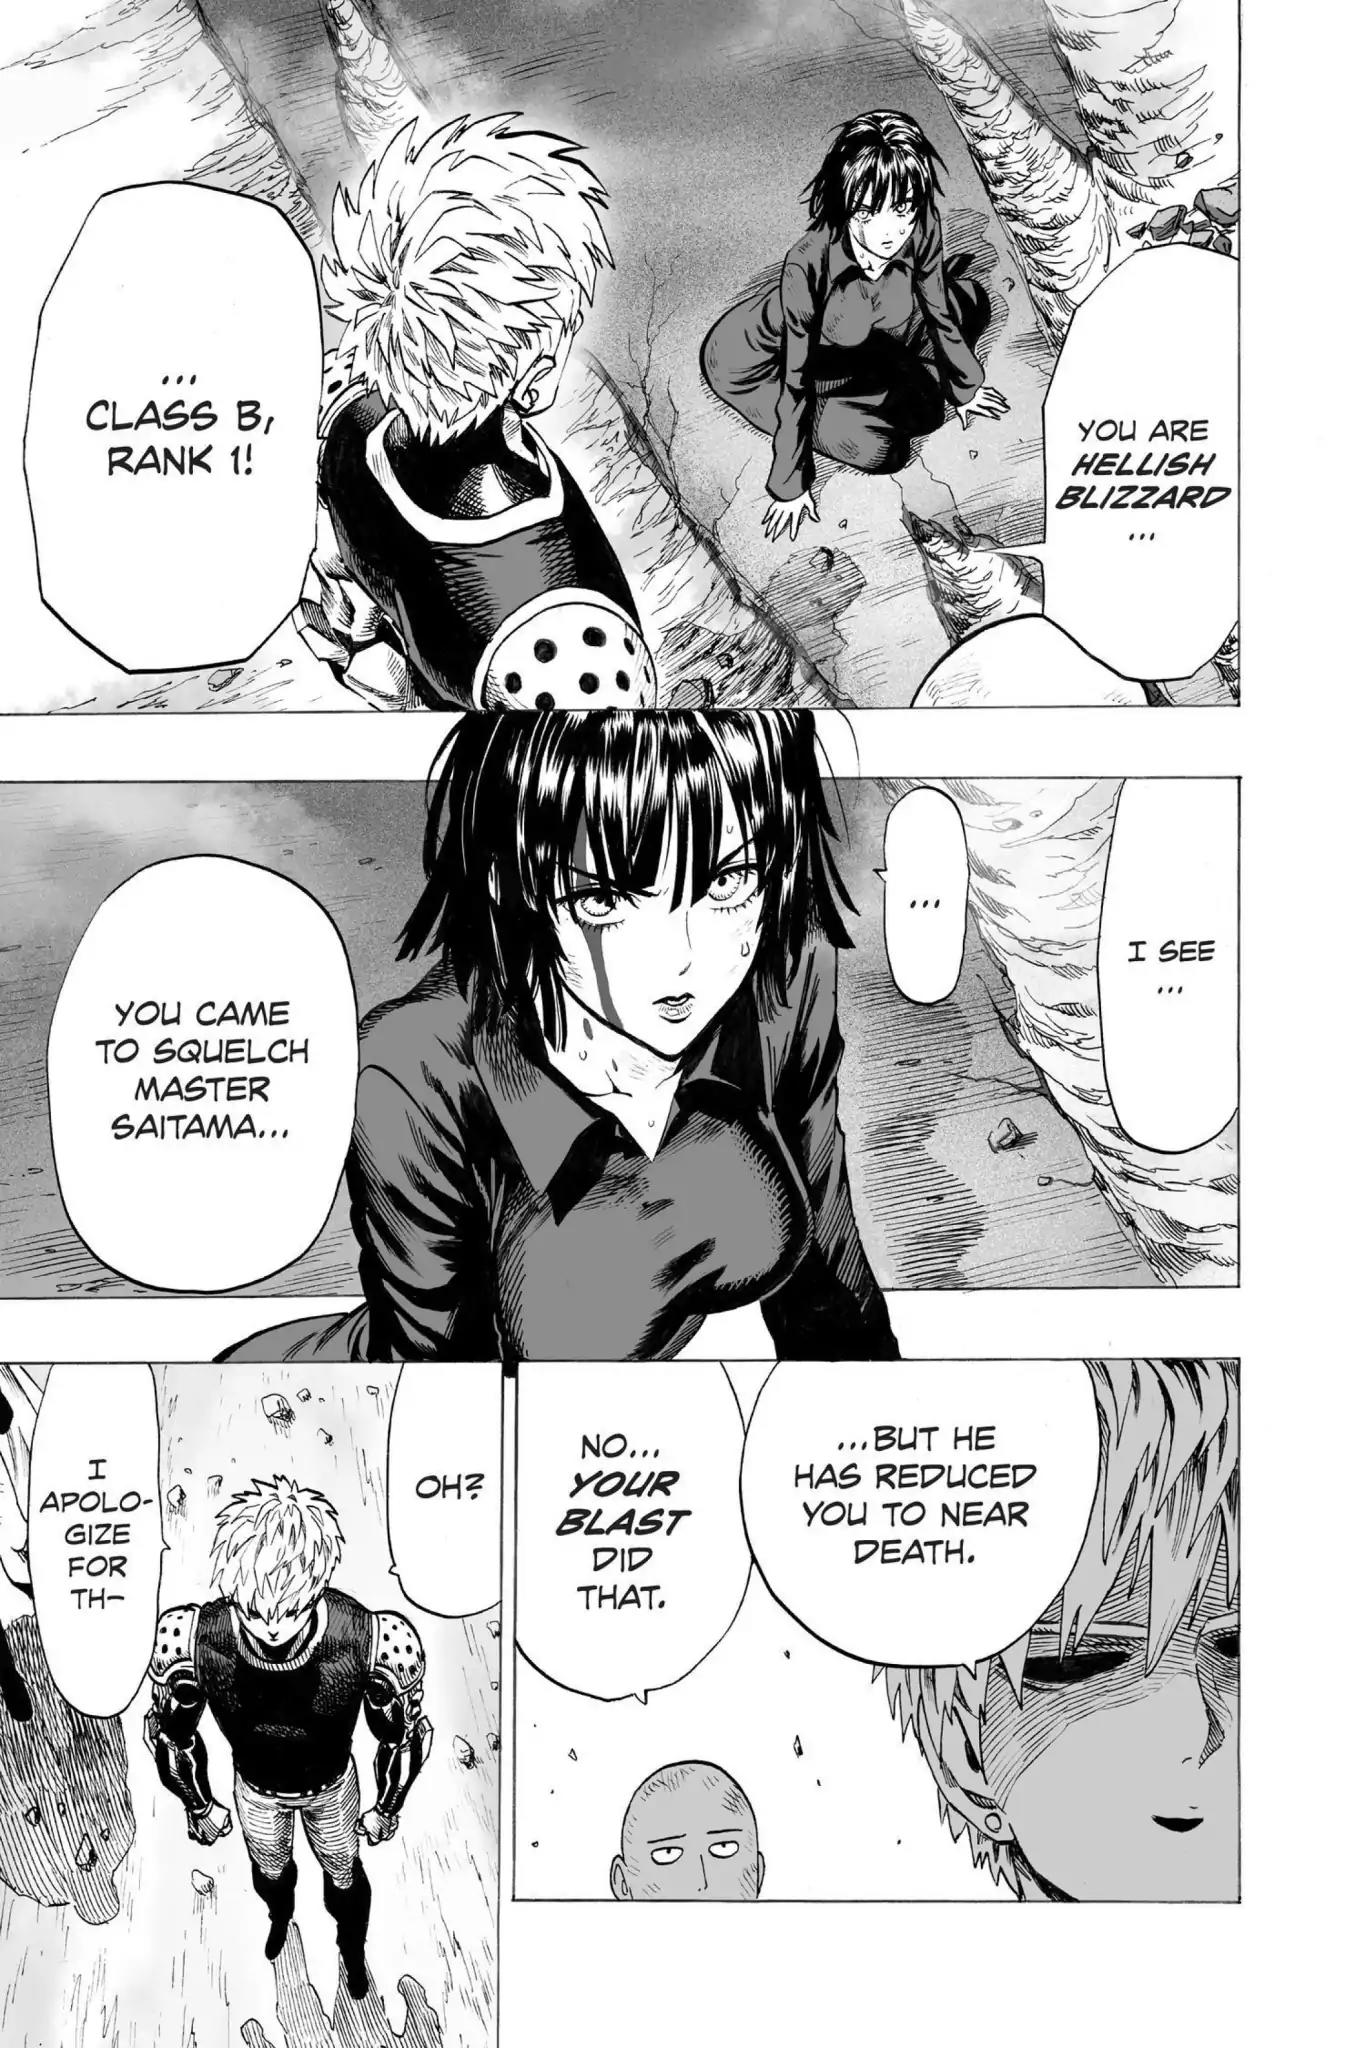 YOU ARE
HELLISH
BLIZZARD
...
...
CLASS B,
RANK 1!
I SEE
...
...
YOU CAME
TO SQUELCH
MASTER
SAITAMA...
...BUT HE
HAS REDUCED
YOU TO NEAR
DEATH.
NO...
YOUR
BLAST
DID
THAT.
OH?
I
APOLO-
GIZE
FOR
TH–